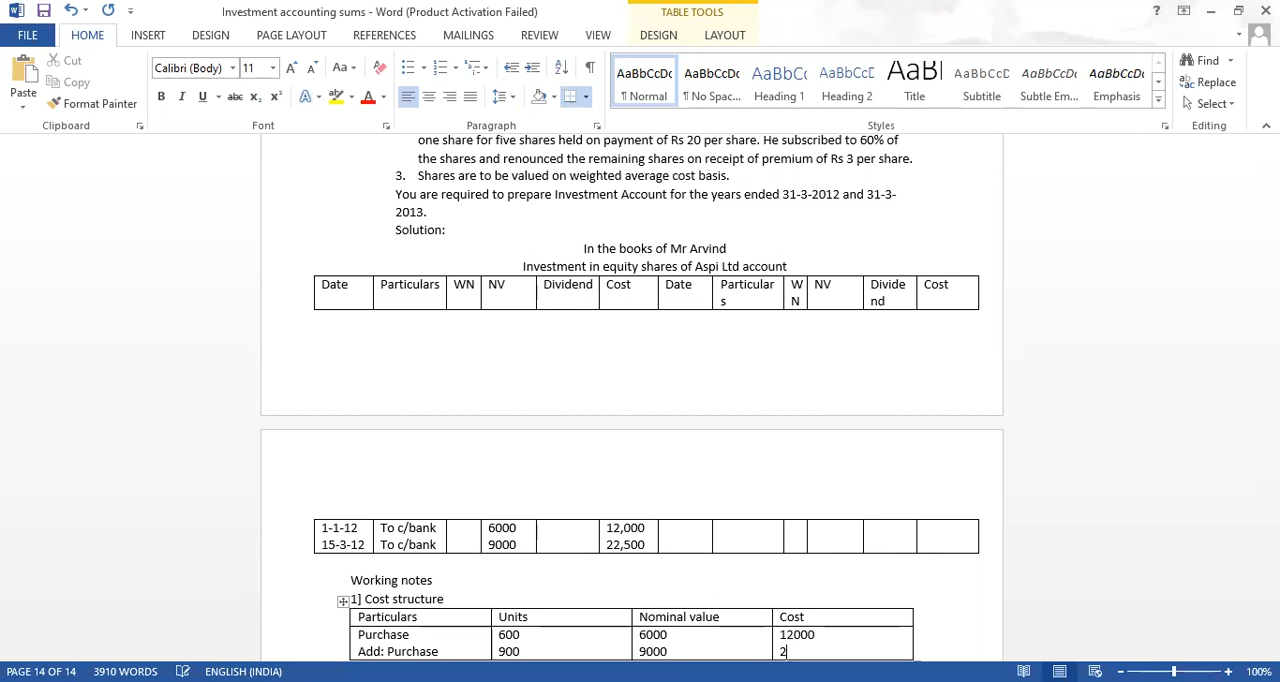 Investment accounting sums - Word (Product Activation Failed)
TABLE TOOLS
?
FILE HOME INSERT DESIGN PAGE LAYOUT REFERENCES MAILINGS REVIEW VIEW DESIGN LAYOUT
Paste
Cut
Copy
Format Painter
Clipboard
Calibri (Body) 11
Font
Paragraph
AaBbCcDc AaBbCcDc AaBbCc AaBbCcD AaBl AaBbCcD AaBbCcDc AaBbCcDc
¶ Normal ¶ No Spac... Heading 1 Heading 2 Title Subtitle Subtle Em... Emphasis
Styles
Find
Replace
Select
Editing
one share for five shares held on payment of Rs 20 per share. He subscribed to 60% of
the shares and renounced the remaining shares on receipt of premium of Rs 3 per share.
3. Shares are to be valued on weighted average cost basis.
You are required to prepare Investment Account for the years ended 31-3-2012 and 31-3-
2013.
Solution:
In the books of Mr Arvind
Investment in equity shares of Aspi Ltd account
Date Particulars WN NV Dividend Cost Date Particular W NV Divide Cost
s N nd
1-1-12 To c/bank 6000 12,000
15-3-12 To c/bank 9000 22,500
Working notes
1] Cost structure
Particulars Units Nominal value Cost
Purchase 600 6000 12000
Add: Purchase 900 9000 2
PAGE 14 OF 14 3910 WORDS ENGLISH (INDIA) 100%